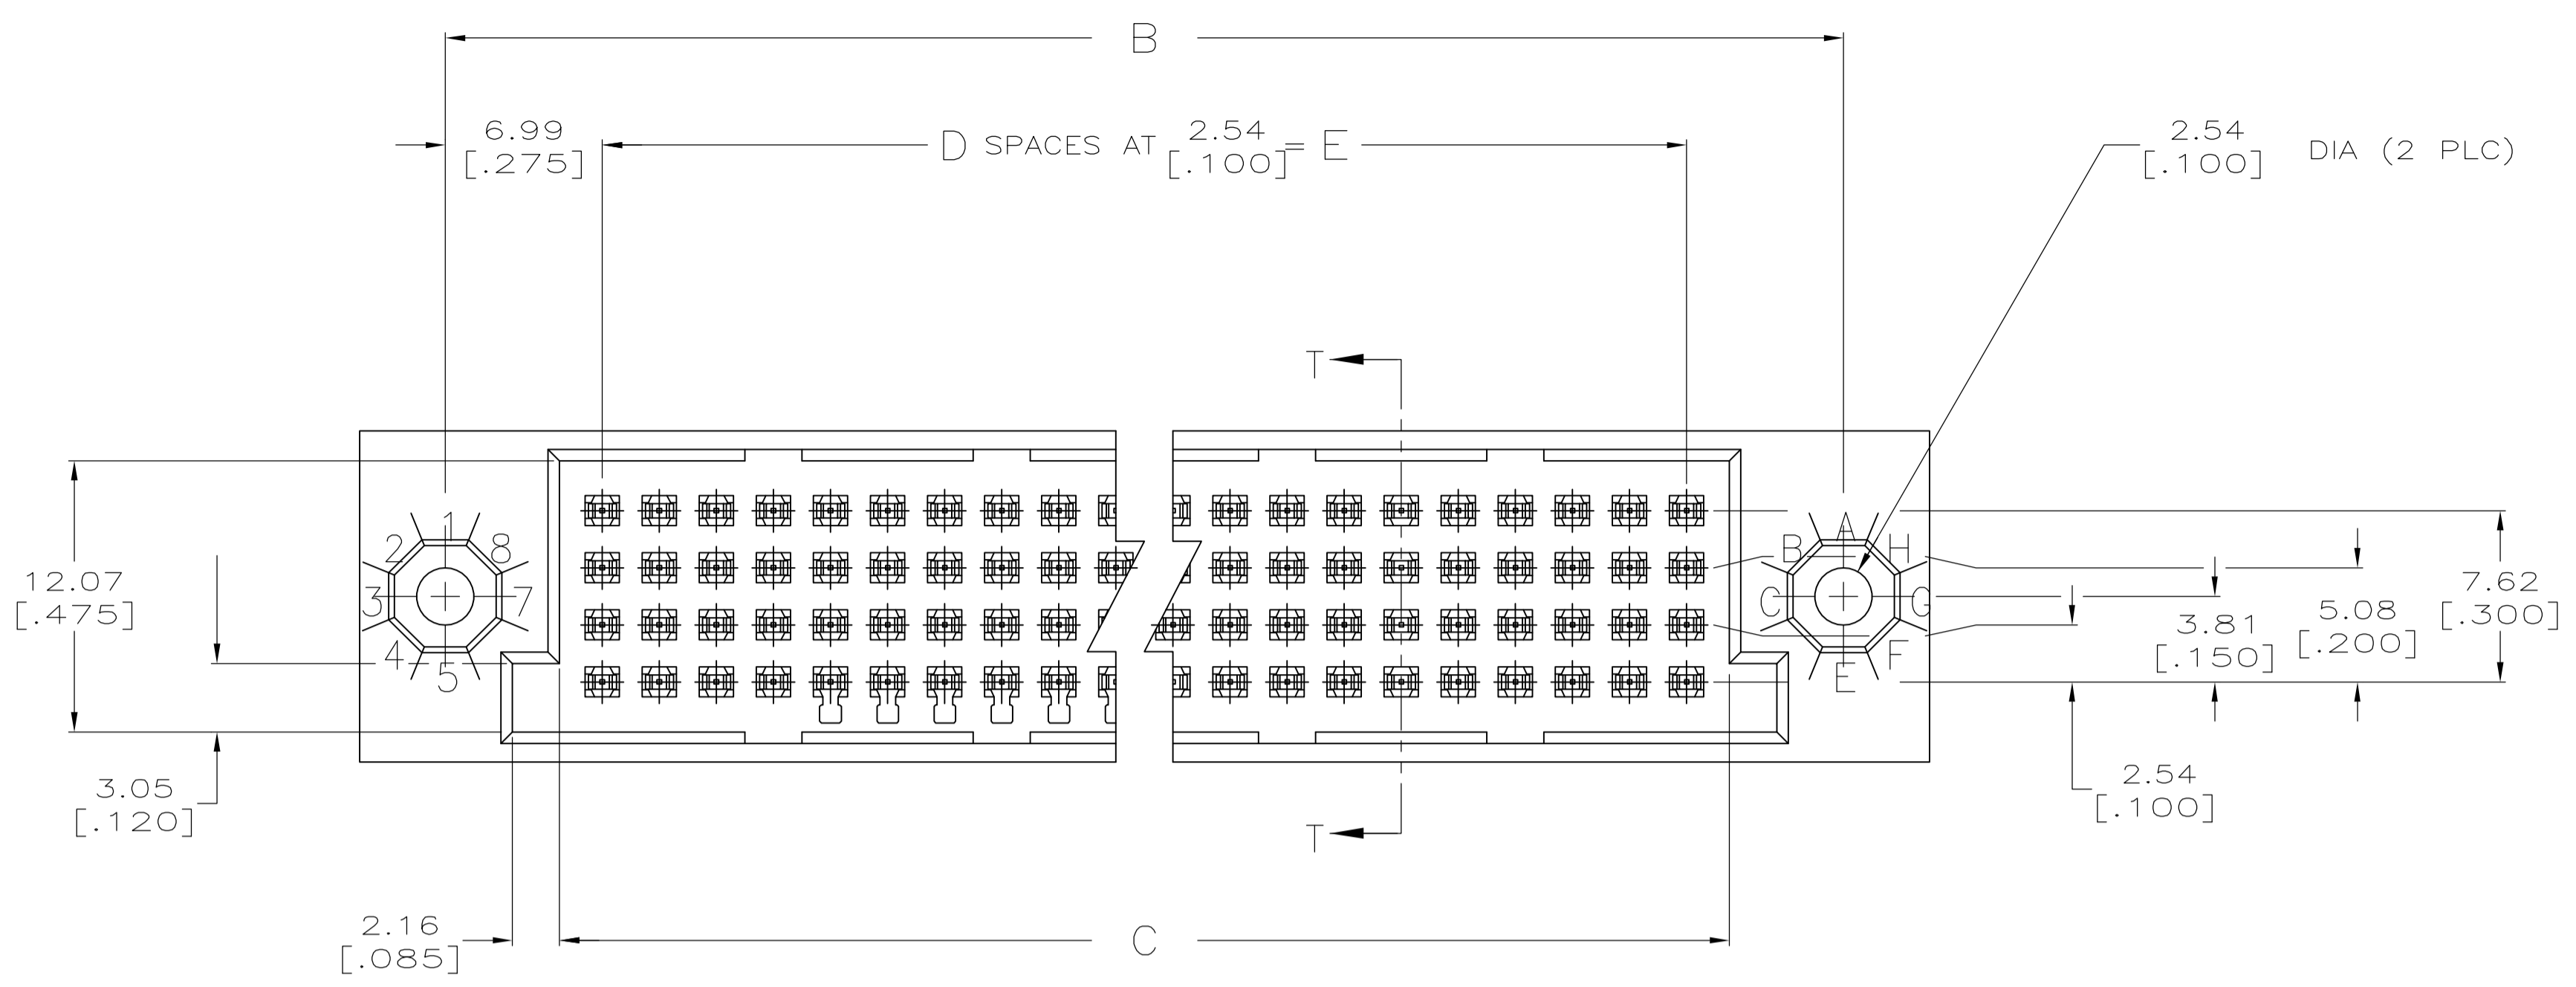 B
6.99
[.275]
D SPACES AT 2.54 = E
[.100]
2.54
[.100]
DIA (2 PLC)
T
1
2
8
3
7
4
5
A
B
H
C
G
F
E
12.07
[.475]
7.62
[.300]
5.08
[.200]
3.81
[.150]
3.05
[.120]
2.54
[.100]
T
2.16
[.085]
C